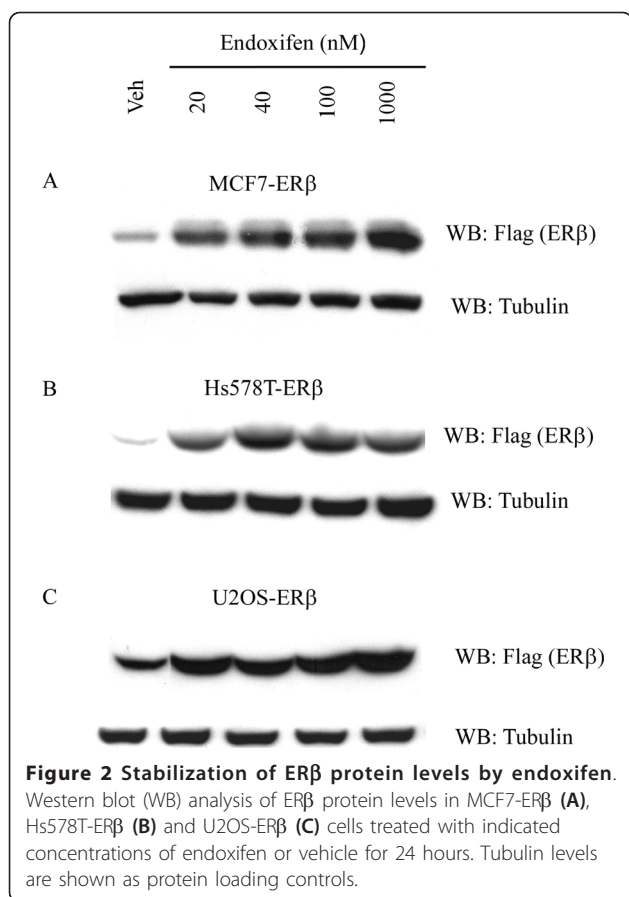 Endoxifen (nM)
Veh 20 40 100 1000
A
MCF7-ERβ
WB: Flag (ERβ)
WB: Tubulin
B
Hs578T-ERβ
WB: Flag (ERβ)
WB: Tubulin
C
U2OS-ERβ
WB: Flag (ERβ)
WB: Tubulin
Figure 2 Stabilization of ERβ protein levels by endoxifen.
Western blot (WB) analysis of ERβ protein levels in MCF7-ERβ (A),
Hs578T-ERβ (B) and U2OS-ERβ (C) cells treated with indicated
concentrations of endoxifen or vehicle for 24 hours. Tubulin levels
are shown as protein loading controls.